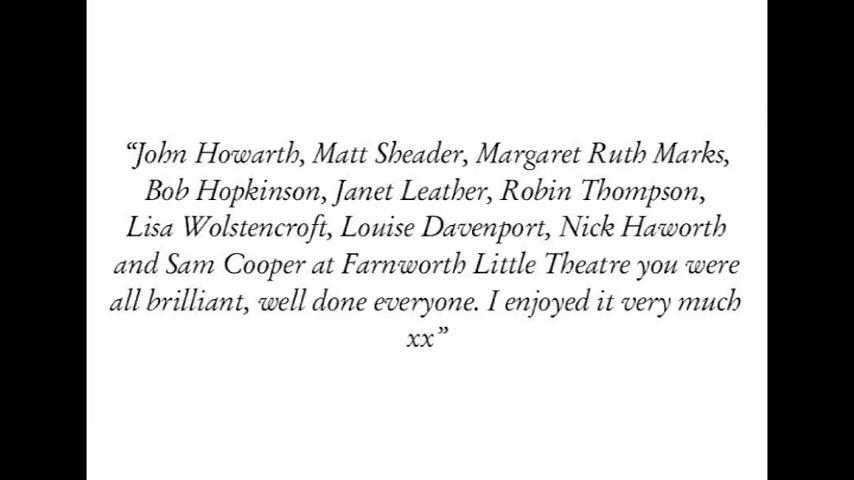 “John Howarth, Matt Sheader, Margaret Ruth Marks,
Bob Hopkinson, Janet Leather, Robin Thompson,
Lisa Wolstencroft, Louise Davenport, Nick Haworth
and Sam Cooper at Farnworth Little Theatre you were
all brilliant, well done everyone. I enjoyed it very much
xx”